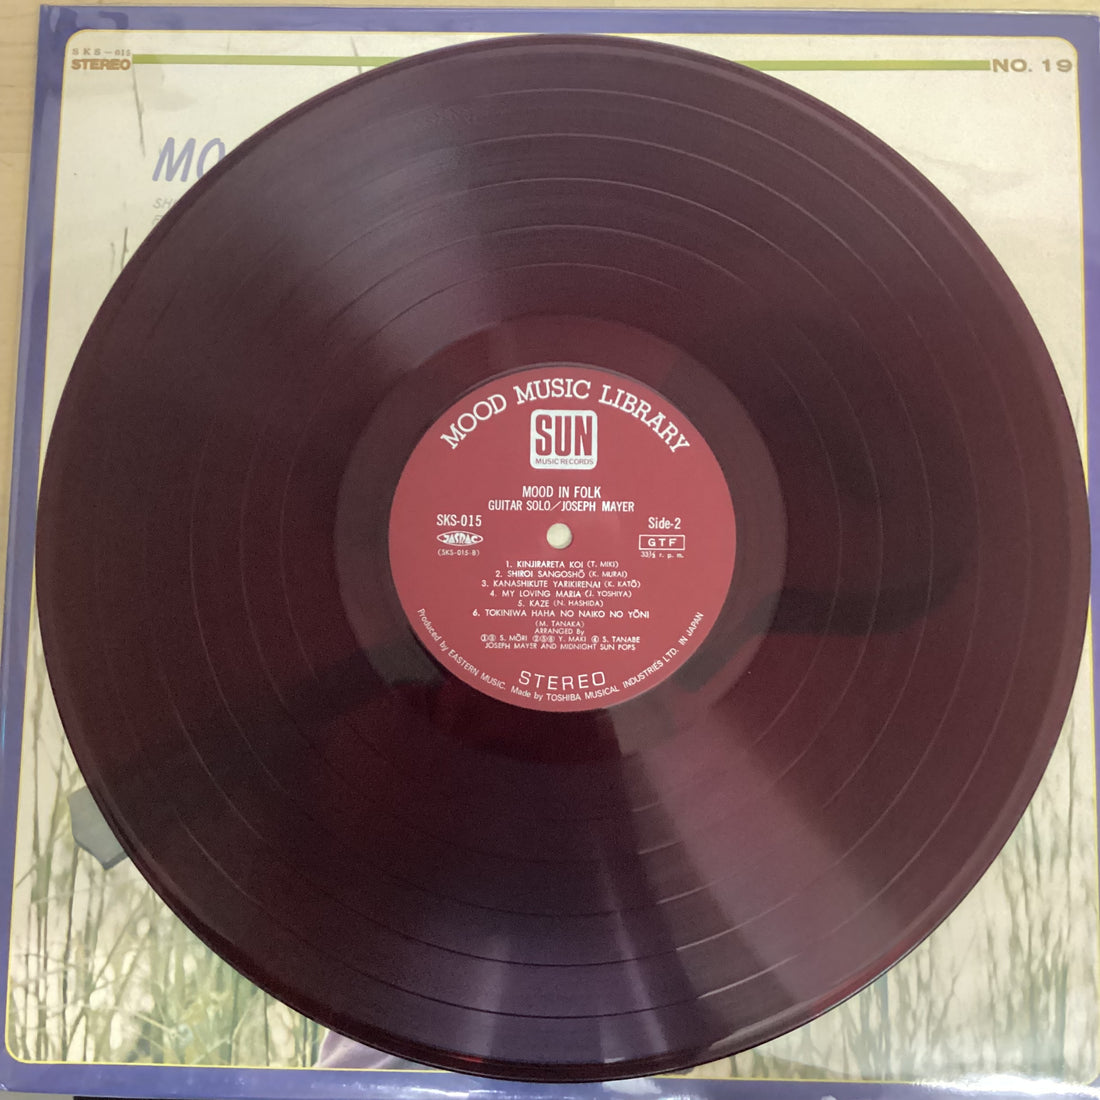 SKS-015
STEREO
NO. 19
MO
SH
MOOD MUSIC LIBRARY
SUN
MUSIC RECORDS
MOOD IN FOLK
GUITAR SOLO/JOSEPH MAYER
SKS-015
Side-2
JASRAC
GTF
(SKS-015-B)
33⅓ r. p. m.
1. KINJIRARETA KOI (T. MIKI)
2. SHIROI SANGOSHŌ (K. MURAI)
3. KANASHIKUTE YARIKIRENAI (K. KATŌ)
4. MY LOVING MARIA (J. YOSHIYA)
5. KAZE (N. HASHIDA)
6. TOKINIWA HAHA NO NAIKO NO YŌNI
(M. TANAKA)
ARRANGED By
①③ S. MŌRI ②⑤⑥ Y. MAKI ④ S. TANABE
JOSEPH MAYER AND MIDNIGHT SUN POPS
STEREO
Produced by EASTERN MUSIC. Made by TOSHIBA MUSICAL INDUSTRIES LTD. IN JAPAN